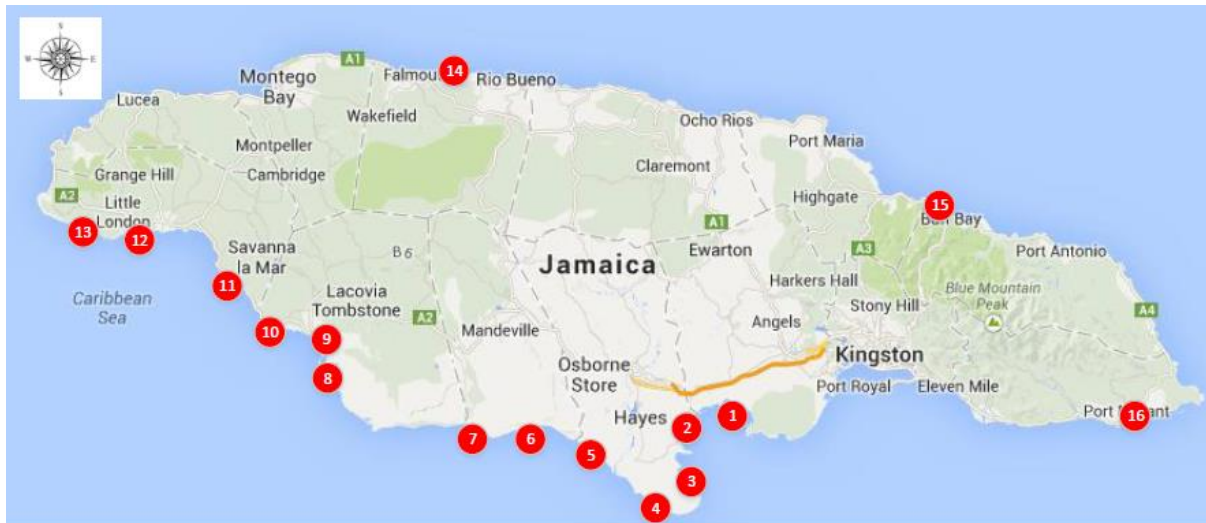 S
W E
S
A1
Montego
Bay
Falmou
14
Rio Bueno
Lucea
Wakefield
Ocho Rios
Port Maria
Montpeller
Claremont
Grange Hill
Cambridge
Highgate
A2
Little
London
15
Buff Bay
13
12
A1
Savanna
la Mar
B6
Ewarton
A3
Port Antonio
Jamaica
Harkers Hall
11
Caribbean
Sea
Lacovia
Tombstone
Blue Mountain
Peak
Stony Hill
A4
10
9
A2
Mandeville
Angels
Kingston
8
Osborne
Store
Port Royal
Eleven Mile
Hayes
1
Port M ant
16
2
7
6
5
3
4